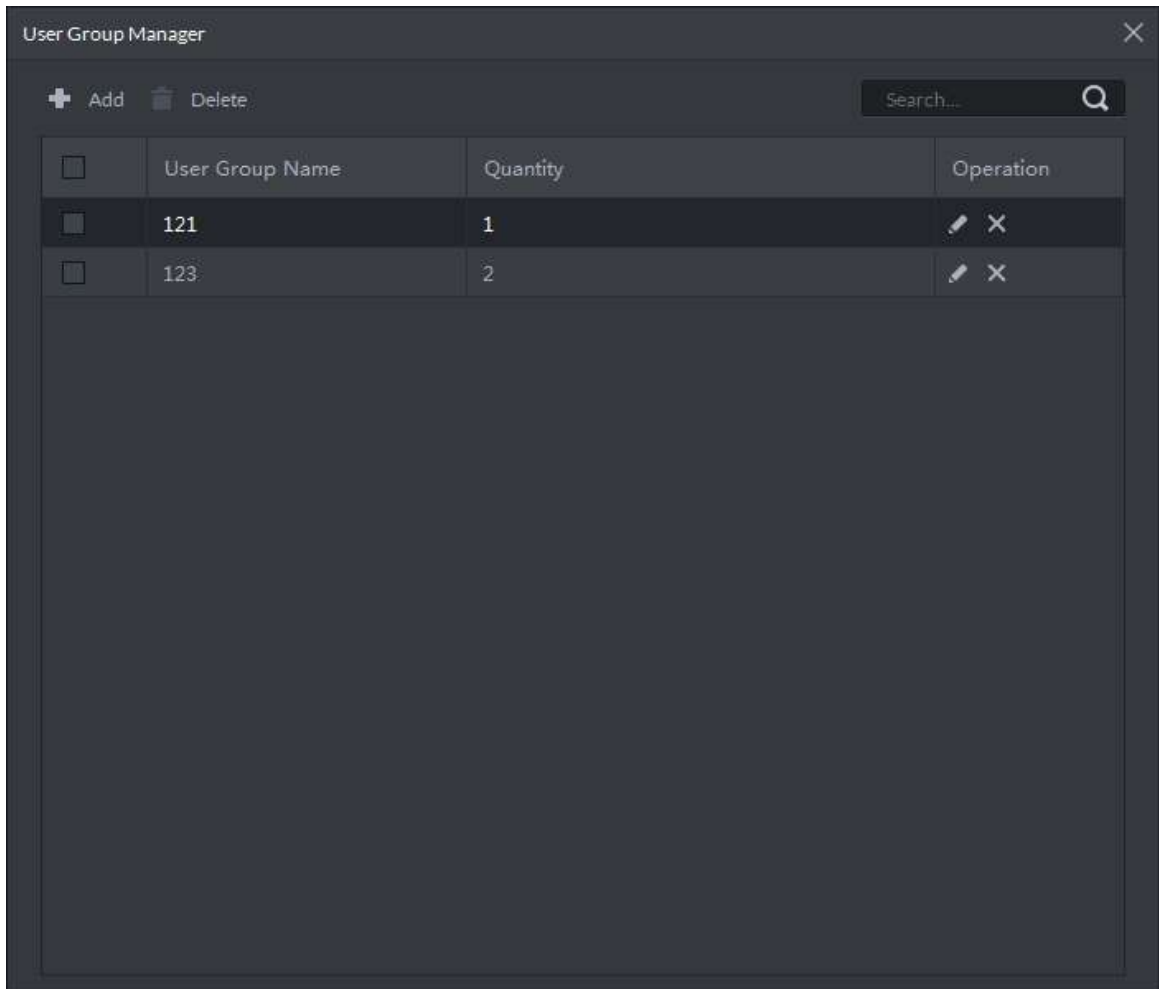 User Group Manager
Add Delete Search...
User Group Name Quantity Operation
121 1
123 2